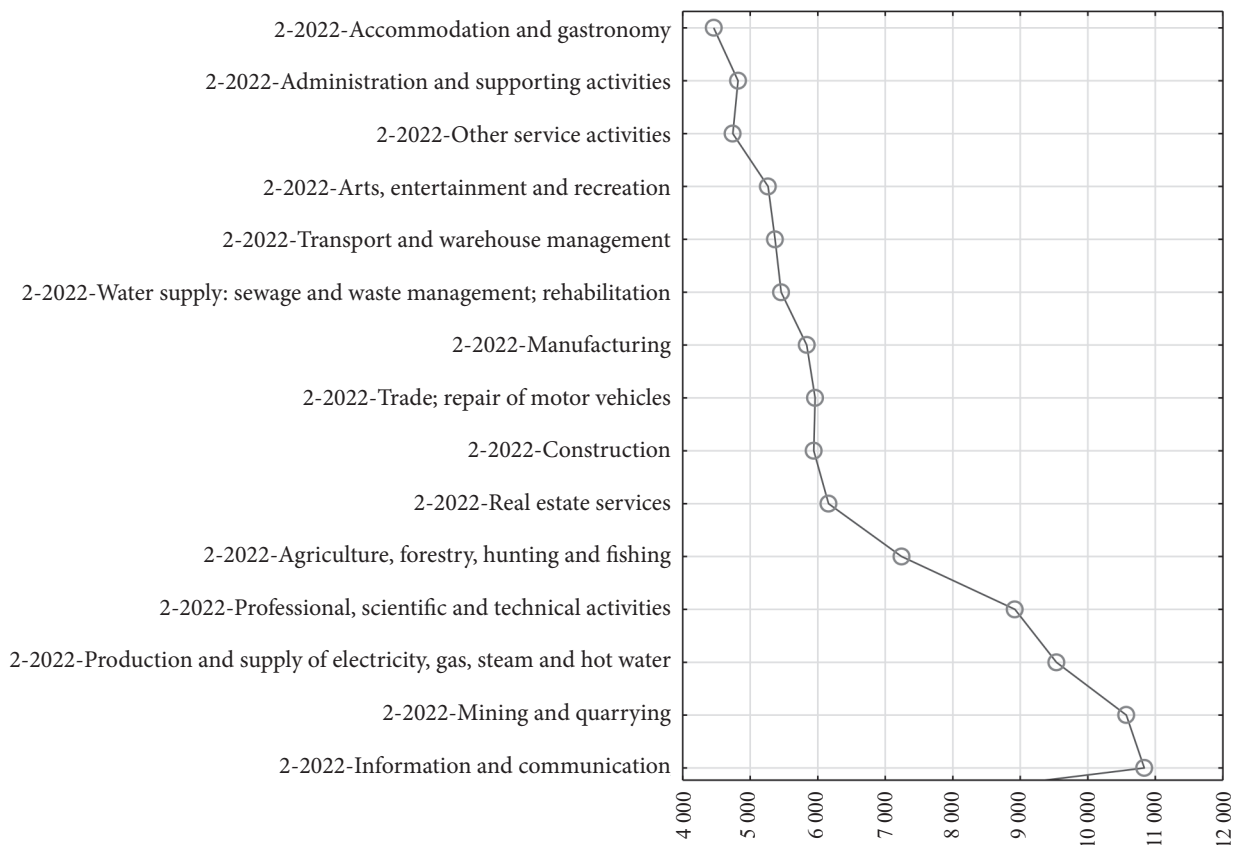 2-2022-Accommodation and gastronomy
2-2022-Administration and supporting activities
2-2022-Other service activities
2-2022-Arts, entertainment and recreation
2-2022-Transport and warehouse management
2-2022-Water supply: sewage and waste management; rehabilitation
2-2022-Manufacturing
2-2022-Trade; repair of motor vehicles
2-2022-Construction
2-2022-Real estate services
2-2022-Agriculture, forestry, hunting and fishing
2-2022-Professional, scientific and technical activities
2-2022-Production and supply of electricity, gas, steam and hot water
2-2022-Mining and quarrying
2-2022-Information and communication
4 000
5 000
6 000
7 000
8 000
9 000
10 000
11 000
12 000